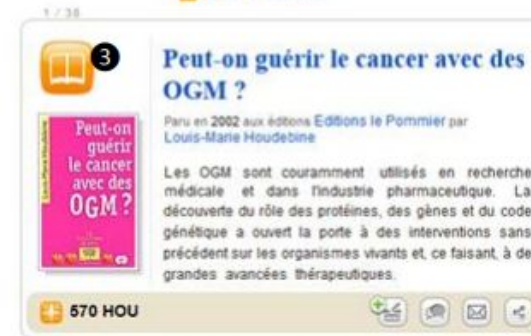 1 / 38
3
Peut-on guérir le cancer avec des
OGM ?
Paru en 2002 aux éditions Editions le Pommier par
Louis-Marie Houdebine
Les OGM sont couramment utilisés en recherche
médicale et dans l'industrie pharmaceutique. La
découverte du rôle des protéines, des gènes et du code
génétique a ouvert la porte à des interventions sans
précédent sur les organismes vivants et, ce faisant, à de
grandes avancées thérapeutiques.
Louis-Marie Houdebine
Peut-on
guérir
le cancer
avec des
OGM ?
570 HOU